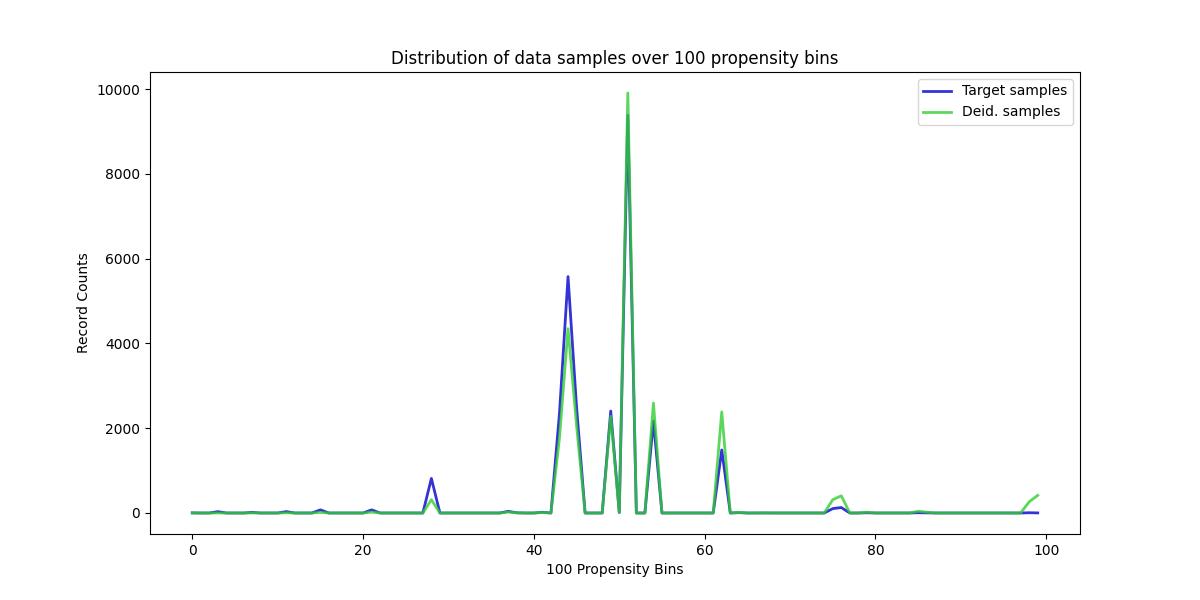 Distribution of data samples over 100 propensity bins
Target samples
Deid. samples
10000
8000
6000
4000
2000
0
Record Counts
0 20 40 60 80 100
100 Propensity Bins